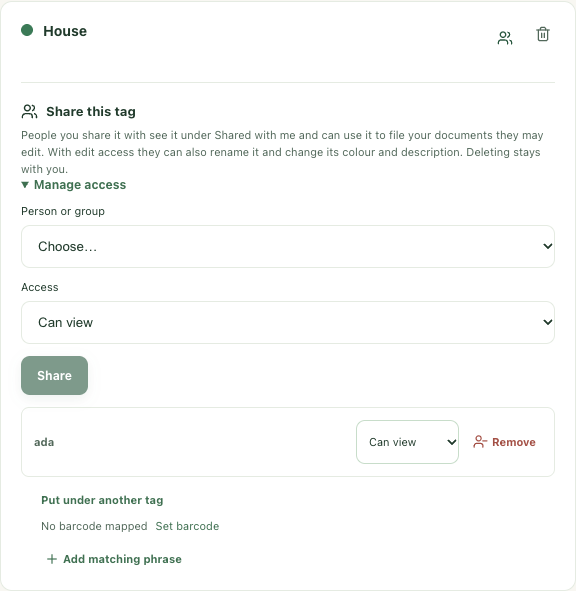 House
Share this tag
People you share it with see it under Shared with me and can use it to file your documents they may
edit. With edit access they can also rename it and change its colour and description. Deleting stays
with you.
▼ Manage access
Person or group
Choose...
Access
Can view
Share
ada
Can view
Remove
Put under another tag
No barcode mapped Set barcode
+ Add matching phrase